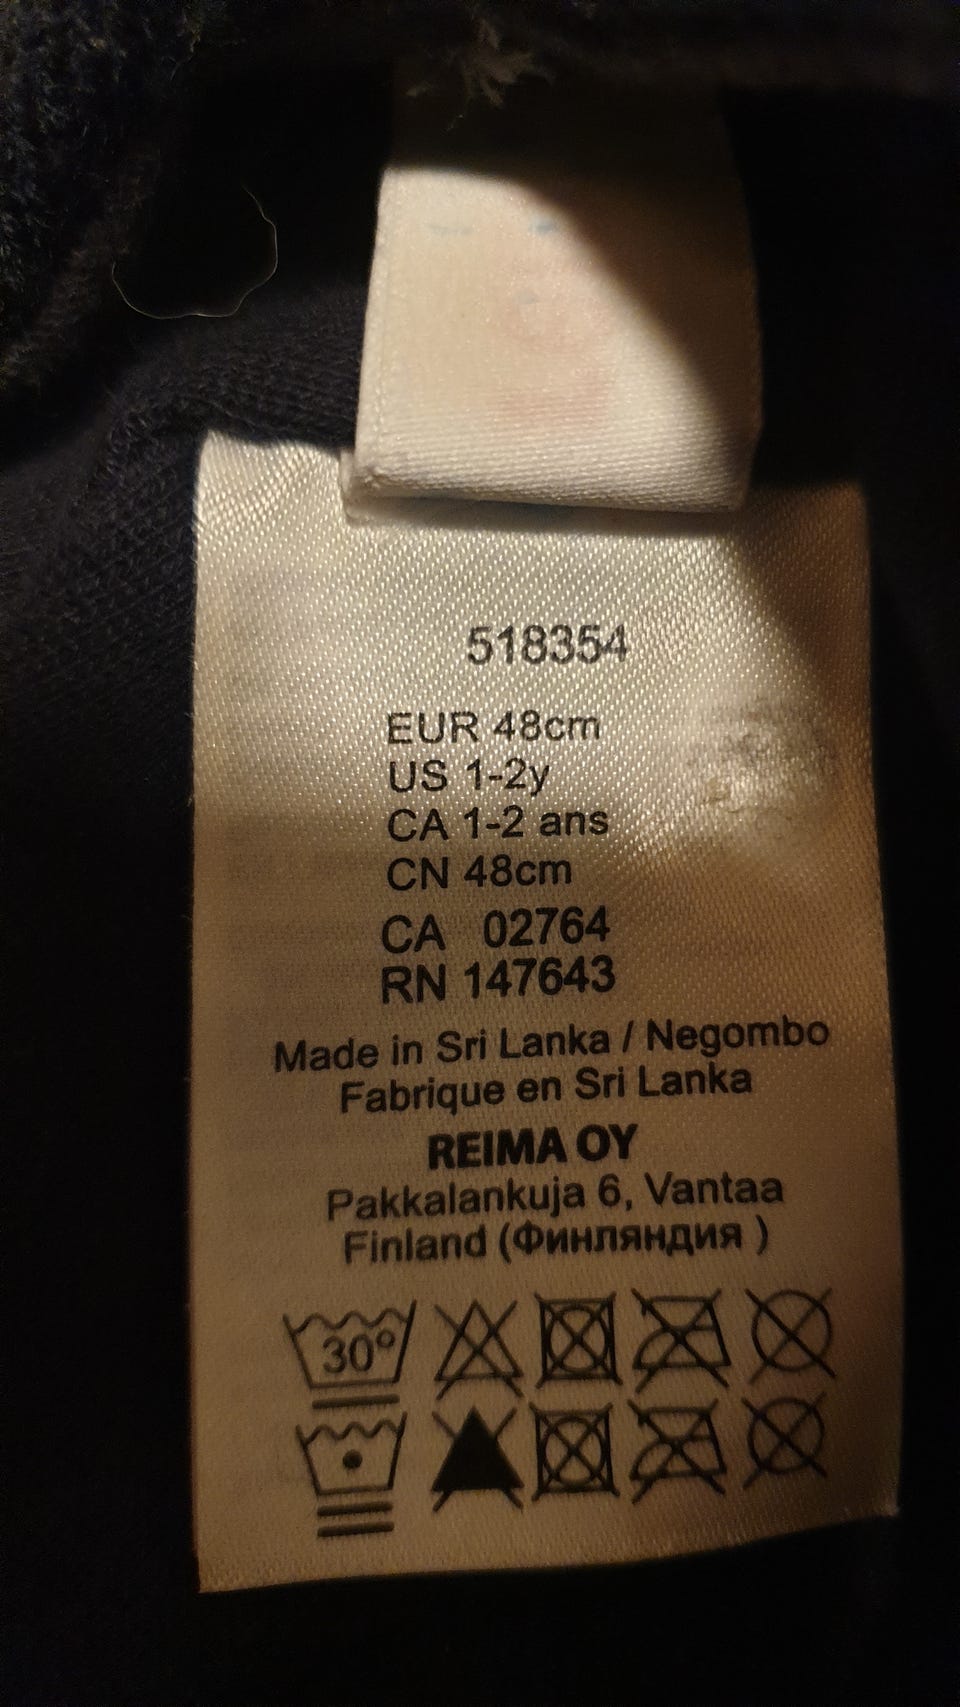 518354
EUR 48cm
US 1-2y
CA 1-2 ans
CN 48cm
CA 02764
RN 147643
Made in Sri Lanka / Negombo
Fabrique en Sri Lanka
REIMA OY
Pakkalankuja 6, Vantaa
Finland (Финляндия )
30°